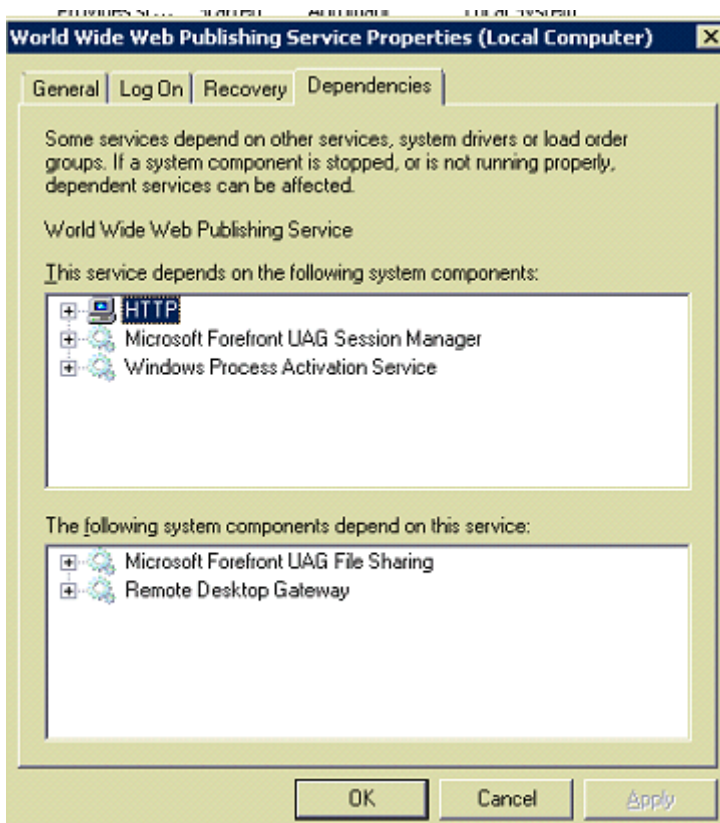 World Wide Web Publishing Service Properties (Local Computer)
General Log On Recovery Dependencies
Some services depend on other services, system drivers or load order
groups. If a system component is stopped, or is not running properly,
dependent services can be affected.
World Wide Web Publishing Service
This service depends on the following system components:
HTTP
Microsoft Forefront UAG Session Manager
Windows Process Activation Service
The following system components depend on this service:
Microsoft Forefront UAG File Sharing
Remote Desktop Gateway
OK Cancel Apply